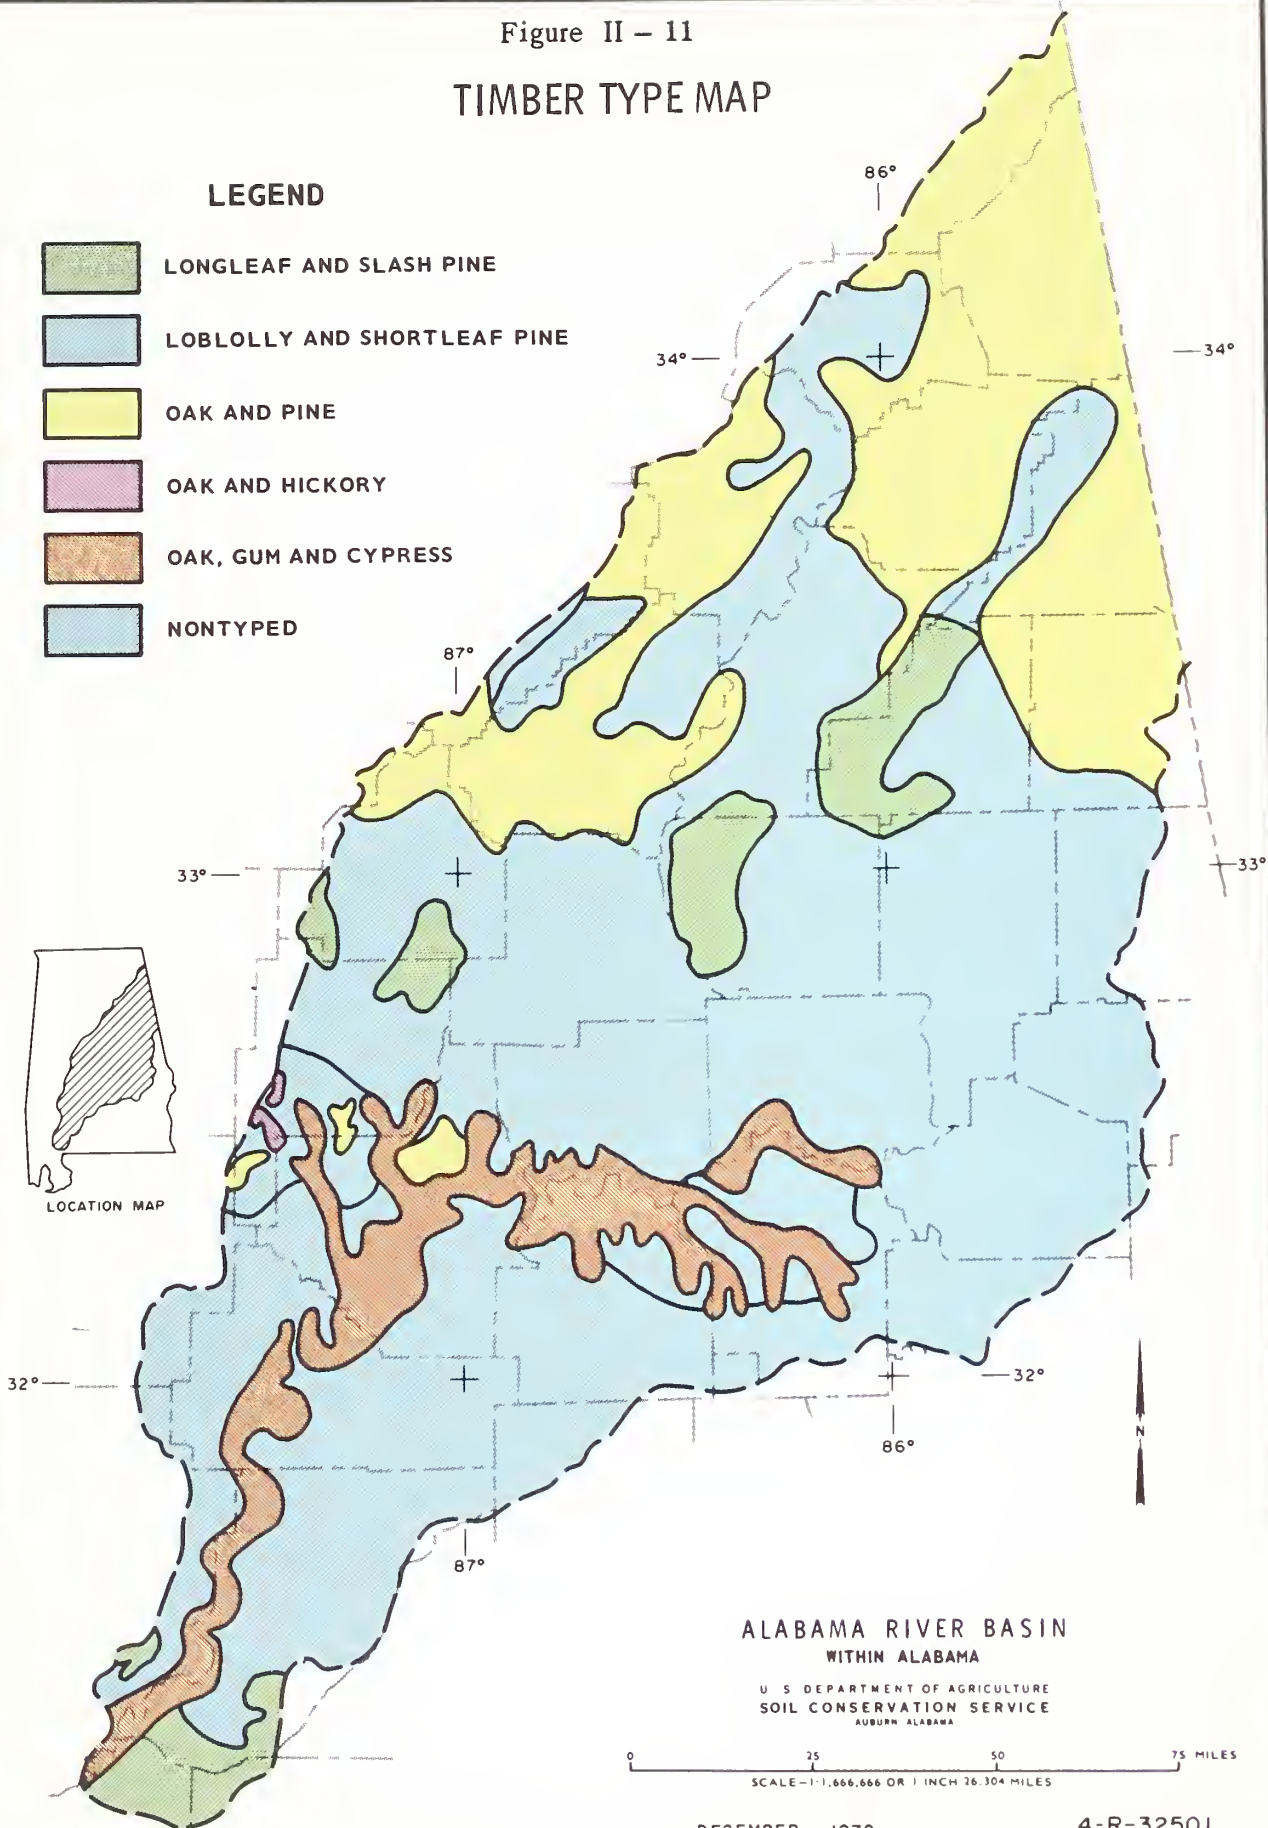 Figure II – 11
TIMBER TYPE MAP
LEGEND
LONGLEAF AND SLASH PINE
LOBLOLLY AND SHORTLEAF PINE
OAK AND PINE
OAK AND HICKORY
OAK, GUM AND CYPRESS
NONTYPED
86°
34°
34°
87°
33°
33°
LOCATION MAP
32°
32°
86°
N
87°
ALABAMA RIVER BASIN
WITHIN ALABAMA
U S DEPARTMENT OF AGRICULTURE
SOIL CONSERVATION SERVICE
AUBURN ALABAMA
0 25 50 75 MILES
SCALE-1:1,666,666 OR 1 INCH 26.304 MILES
4-R-32501